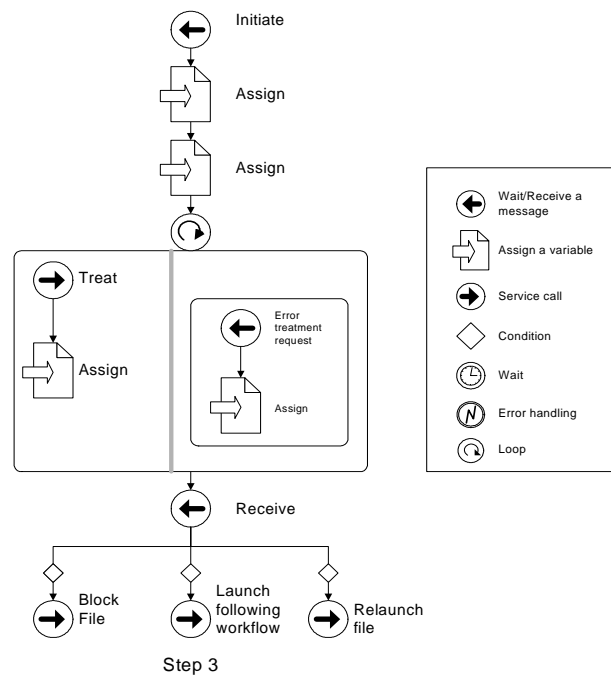 Initiate
Assign
Assign
Treat
Assign
Error
treatment
request
Assign
Receive
Block
File
Launch
following
workflow
Relaunch
file
Step 3
Wait/Receive a
message
Assign a variable
Service call
Condition
Wait
Error handling
Loop